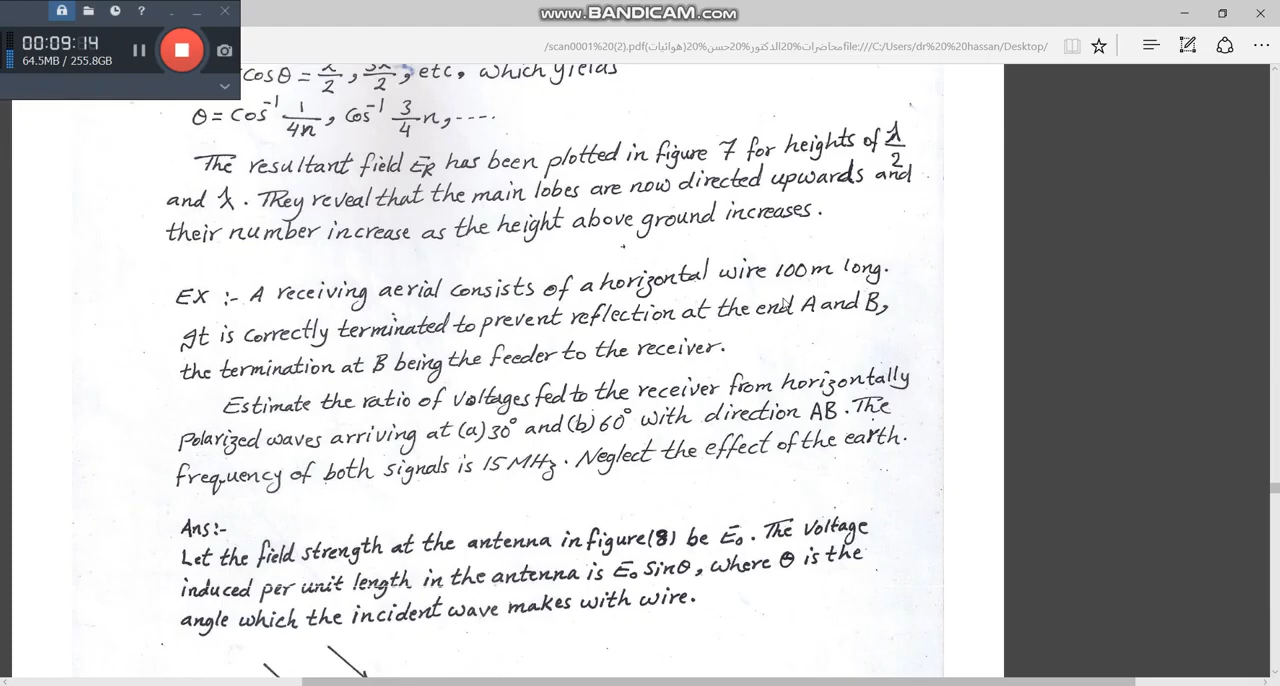 www.BANDICAM.com
00:09:14
64.5MB / 255.8GB
/scan0001%20(2).pdf(هوائيات)%20حسن%20الدكتور%20محاضرات/file:///C:/Users/dr%20%20hassan/Desktop
cosθ = λ/2, 3λ/2, etc, which yields
θ = cos⁻¹ 1/4n, cos⁻¹ 3/4 n, ----.
The resultant field ER has been plotted in figure 7 for heights of λ/2
and λ. They reveal that the main lobes are now directed upwards and
their number increase as the height above ground increases.
EX :- A receiving aerial consists of a horizontal wire 100m long.
It is correctly terminated to prevent reflection at the end A and B,
the termination at B being the feeder to the receiver.
Estimate the ratio of voltages fed to the receiver from horizontally
Polarized waves arriving at (a) 30° and (b) 60° with direction AB. The
frequency of both signals is 15 MHz. Neglect the effect of the earth.
Ans:-
Let the field strength at the antenna in figure (8) be E₀. The voltage
induced per unit length in the antenna is E₀ Sinθ, where θ is the
angle which the incident wave makes with wire.